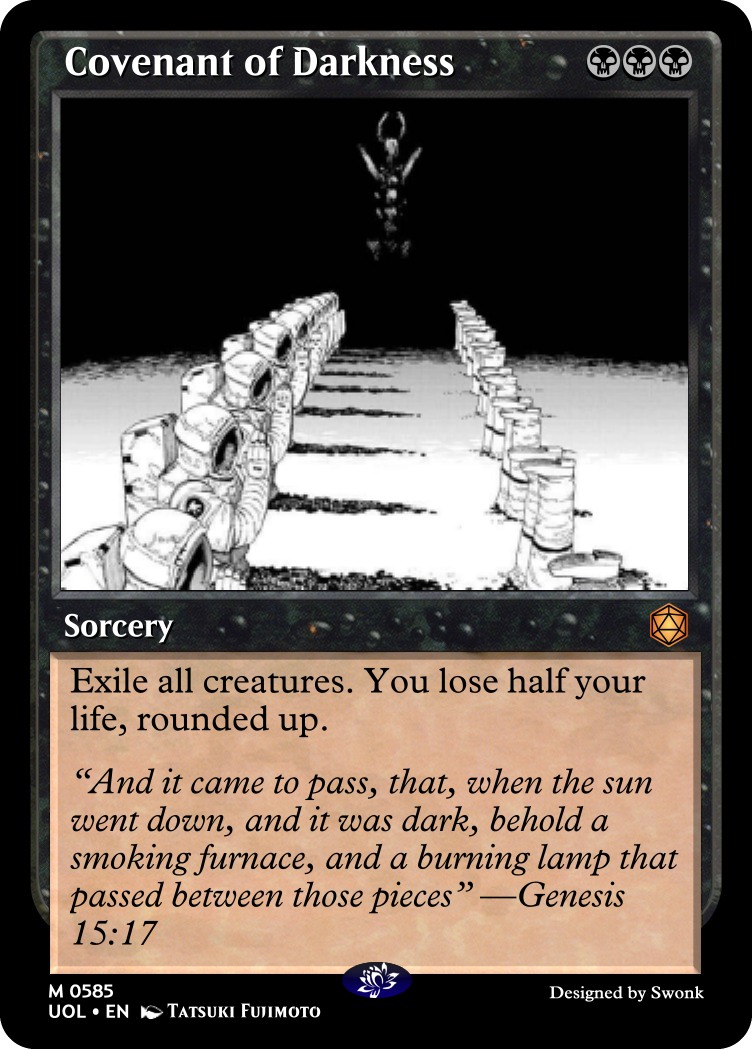 Covenant of Darkness
Sorcery
Exile all creatures. You lose half your
life, rounded up.
“And it came to pass, that, when the sun
went down, and it was dark, behold a
smoking furnace, and a burning lamp that
passed between those pieces” —Genesis
15:17
M 0585
UOL • EN TATSUKI FUJIMOTO
Designed by Swonk